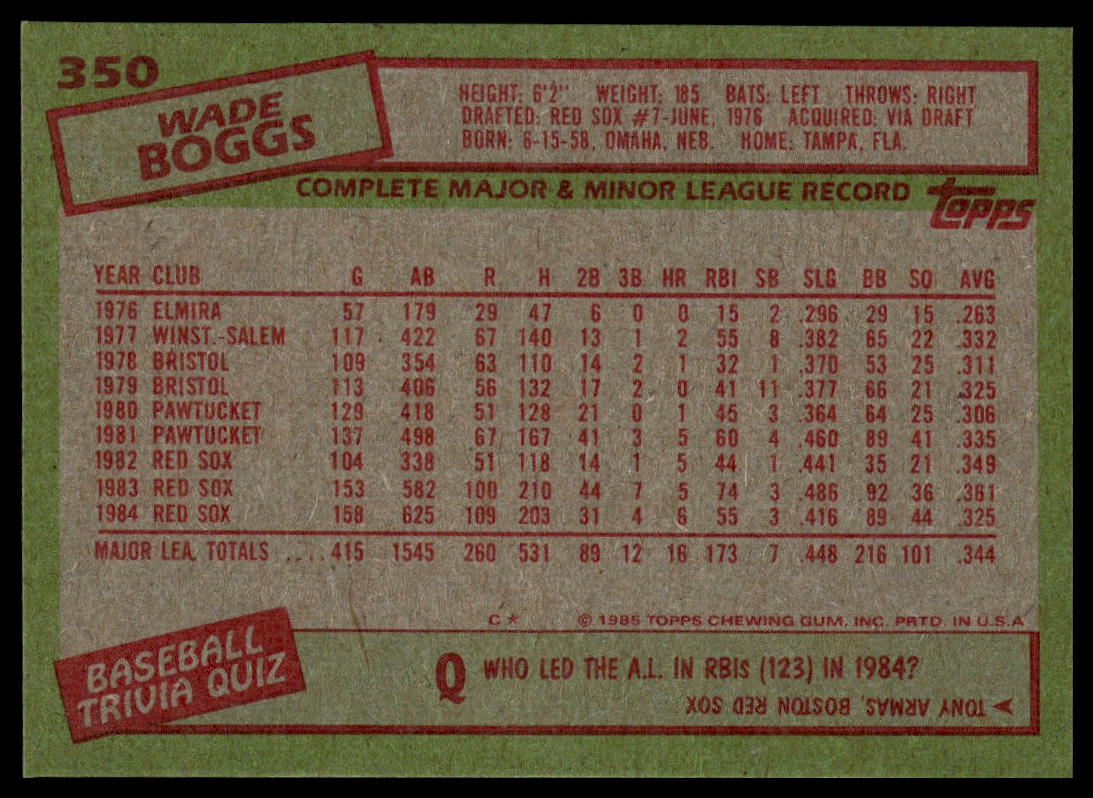 350
WADE
BOGGS
HEIGHT: 6'2" WEIGHT: 185 BATS: LEFT THROWS: RIGHT
DRAFTED: RED SOX #7-JUNE, 1976 ACQUIRED: VIA DRAFT
BORN: 6-15-58, OMAHA, NEB. HOME: TAMPA, FLA.
COMPLETE MAJOR & MINOR LEAGUE RECORD
topps
YEAR CLUB G AB R H 2B 3B HR RBI SB SLG BB SO AVG
1976 ELMIRA 57 179 29 47 6 0 0 15 2 .296 29 15 .263
1977 WINST.-SALEM 117 422 67 140 13 1 2 55 8 .382 65 22 .332
1978 BRISTOL 109 354 63 110 14 2 1 32 1 .370 53 25 .311
1979 BRISTOL 113 406 56 132 17 2 0 41 11 .377 66 21 .325
1980 PAWTUCKET 129 418 51 128 21 0 1 45 3 .364 64 25 .306
1981 PAWTUCKET 137 498 67 167 41 3 5 60 4 .460 89 41 .335
1982 RED SOX 104 338 51 118 14 1 5 44 1 .441 35 21 .349
1983 RED SOX 153 582 100 210 44 7 5 74 3 .486 92 36 .361
1984 RED SOX 158 625 109 203 31 4 6 55 3 .416 89 44 .325
MAJOR LEA. TOTALS .... 415 1545 260 531 89 12 16 173 7 .448 216 101 .344
C* © 1985 TOPPS CHEWING GUM, INC. PRTD. IN U.S.A
BASEBALL
TRIVIA QUIZ
Q WHO LED THE A.L. IN RBIs (123) IN 1984?
TONY ARMAS, BOSTON RED SOX